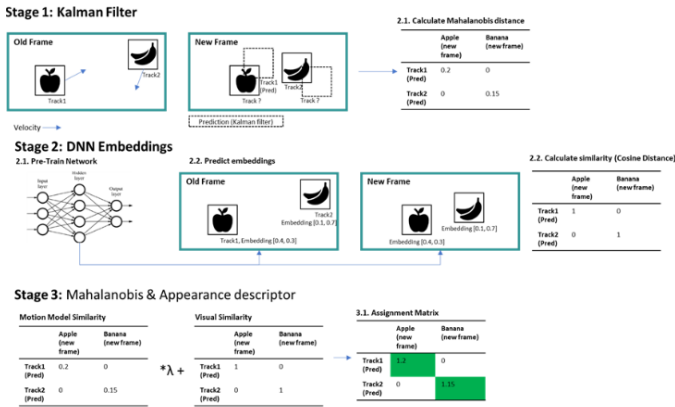 Stage 1: Kalman Filter
Old Frame
Track1
Track2
Velocity
New Frame
Track1
(Pred)
Track ?
Track2
Track ?
Prediction (Kalman filter)
2.1. Calculate Mahalanobis distance
Apple
(new
frame)
Banana
(new frame)
Track1
(Pred)
0.2
0
Track2
(Pred)
0
0.15
Stage 2: DNN Embeddings
2.1. Pre-Train Network
Input
layer
Hidden
layer
Output
layer
2.2. Predict embeddings
Old Frame
Track2
Embedding [0.1, 0.7]
Track1, Embedding [0.4, 0.3]
New Frame
Embedding [0.1, 0.7]
Embedding [0.4, 0.3]
2.2. Calculate similarity (Cosine Distance)
Apple
(new
frame)
Banana
(new frame)
Track1
(Pred)
1
0
Track2
(Pred)
0
1
Stage 3: Mahalanobis & Appearance descriptor
Motion Model Similarity
Apple
(new
frame)
Banana
(new frame)
Track1
(Pred)
0.2
0
Track2
(Pred)
0
0.15
*λ +
Visual Similarity
Apple
(new
frame)
Banana
(new frame)
Track1
(Pred)
1
0
Track2
(Pred)
0
1
3.1. Assignment Matrix
Apple
(new
frame)
Banana
(new frame)
Track1
(Pred)
1.2
0
Track2
(Pred)
0
1.15